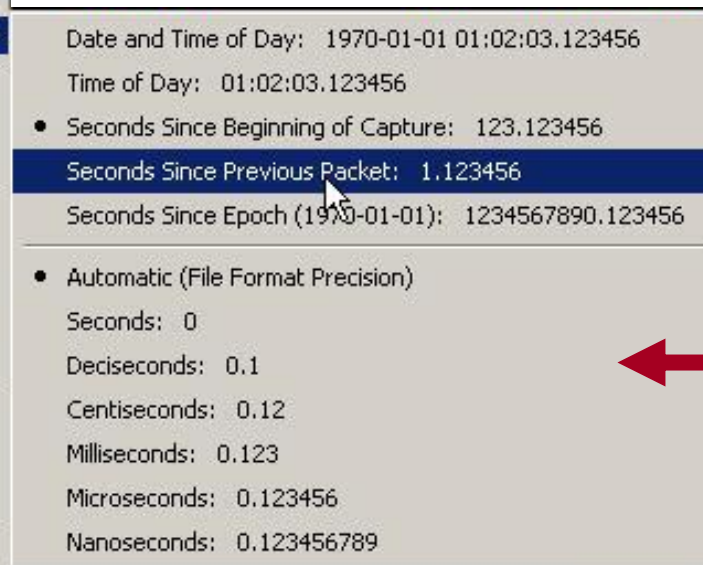 Date and Time of Day: 1970-01-01 01:02:03.123456
Time of Day: 01:02:03.123456
Seconds Since Beginning of Capture: 123.123456
Seconds Since Previous Packet: 1.123456
Seconds Since Epoch (1970-01-01): 1234567890.123456
Automatic (File Format Precision)
Seconds: 0
Deciseconds: 0.1
Centiseconds: 0.12
Milliseconds: 0.123
Microseconds: 0.123456
Nanoseconds: 0.123456789